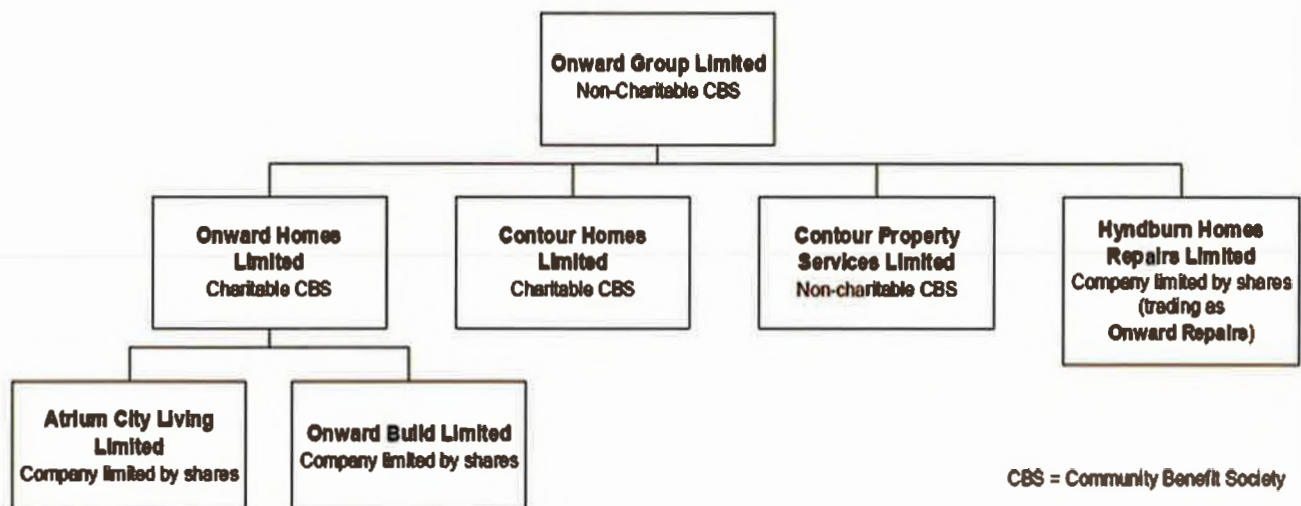 Onward Group Limited
Non-Charitable CBS
Onward Homes
Limited
Charitable CBS
Contour Homes
Limited
Charitable CBS
Contour Property
Services Limited
Non-charitable CBS
Hyndburn Homes
Repairs Limited
Company limited by shares
(trading as
Onward Repairs)
Atrium City Living
Limited
Company limited by shares
Onward Build Limited
Company limited by shares
CBS = Community Benefit Society